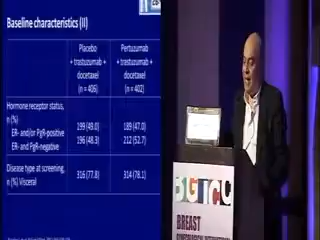 Baseline characteristics (II)
Placebo
+ trastuzumab +
docetaxel
(n = 406)
Pertuzumab
+ trastuzumab +
docetaxel
(n = 402)
Hormone receptor status,
n (%)
ER- and/or PgR-positive
199 (49.0)
189 (47.0)
ER- and PgR-negative
196 (48.3)
212 (52.7)
Disease type at screening,
n (%) Visceral
316 (77.8)
314 (78.1)
BREAST